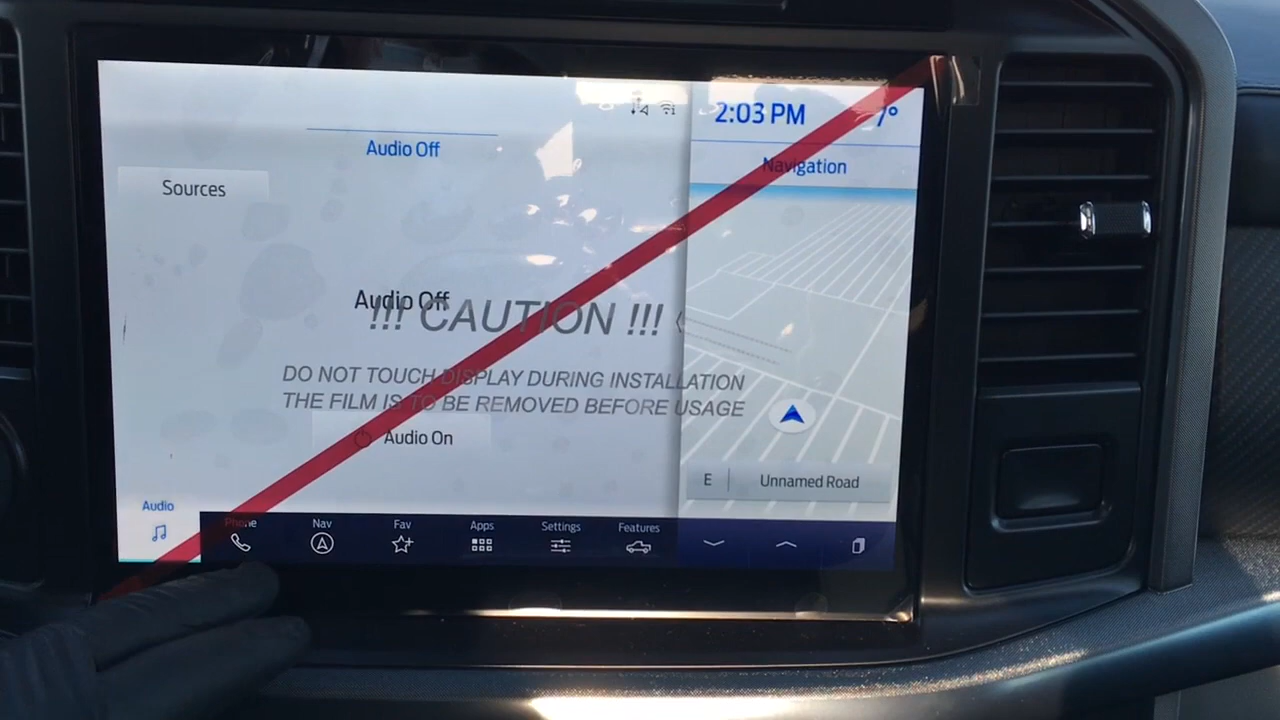 2:03 PM
Audio Off
Navigation
Sources
Audio Off
!!! CAUTION !!!
DO NOT TOUCH DISPLAY DURING INSTALLATION
THE FILM IS TO BE REMOVED BEFORE USAGE
Audio On
E
Unnamed Road
Audio
Phone
Nav
Fav
Apps
Settings
Features